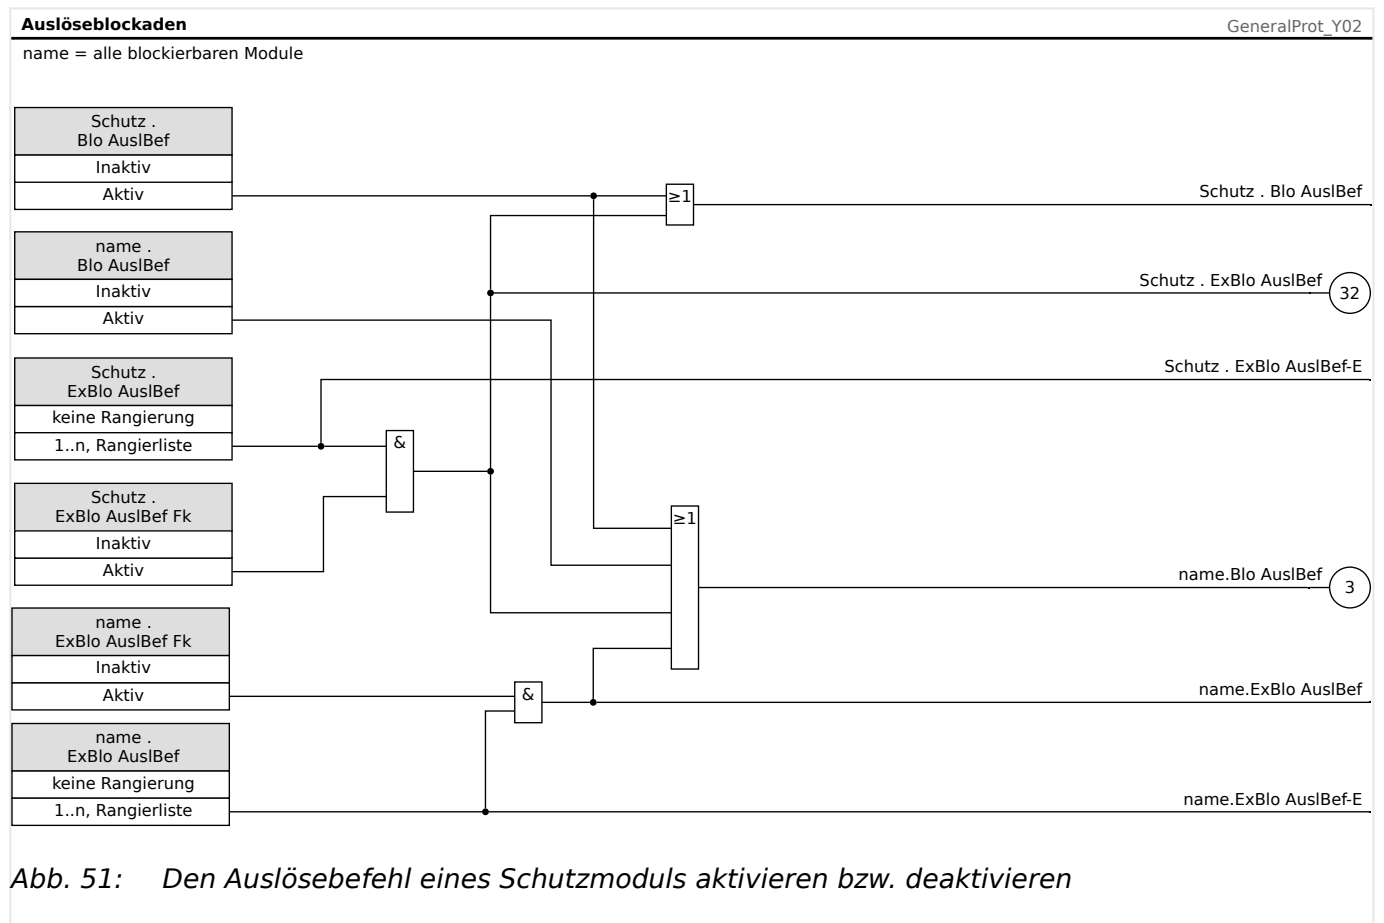 Auslöseblockaden
GeneralProt_Y02
name = alle blockierbaren Module
Schutz .
Blo AuslBef
Inaktiv
Aktiv
≥1
Schutz . Blo AuslBef
name .
Blo AuslBef
Inaktiv
Aktiv
Schutz . ExBlo AuslBef
32
Schutz .
ExBlo AuslBef
keine Rangierung
1..n, Rangierliste
&
Schutz . ExBlo AuslBef-E
Schutz .
ExBlo AuslBef Fk
Inaktiv
Aktiv
≥1
name.Blo AuslBef
3
name .
ExBlo AuslBef Fk
Inaktiv
Aktiv
&
name.ExBlo AuslBef
name .
ExBlo AuslBef
keine Rangierung
1..n, Rangierliste
name.ExBlo AuslBef-E
Abb. 51: Den Auslösebefehl eines Schutzmoduls aktivieren bzw. deaktivieren